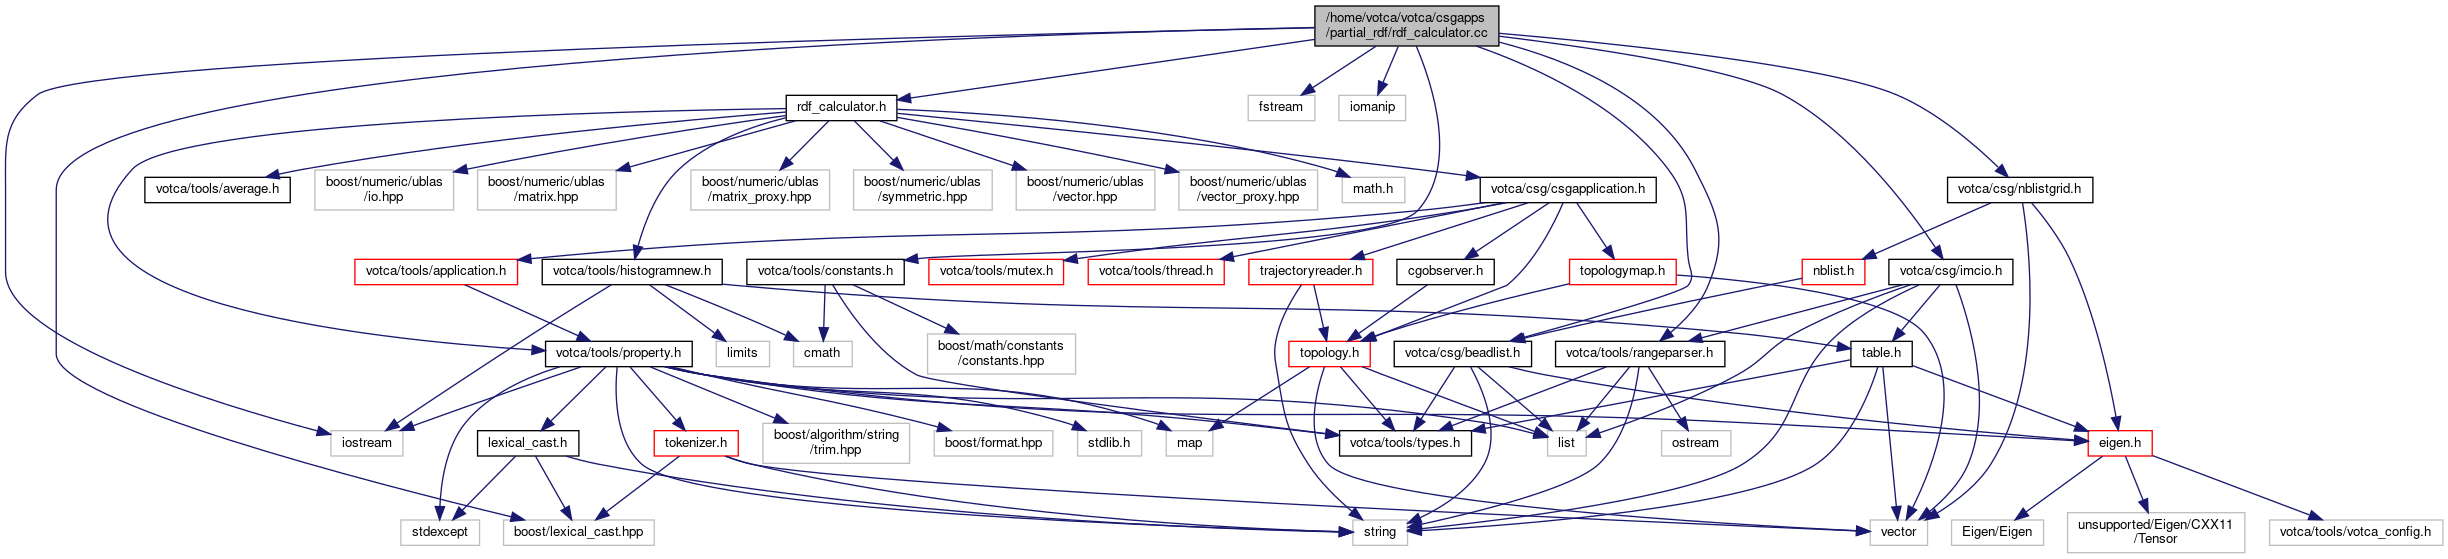 /home/votca/votca/csgapps
/partial_rdf/rdf_calculator.cc
rdf_calculator.h
fstream
iomanip
votca/tools/average.h
boost/numeric/ublas
/io.hpp
boost/numeric/ublas
/matrix.hpp
boost/numeric/ublas
/matrix_proxy.hpp
boost/numeric/ublas
/symmetric.hpp
boost/numeric/ublas
/vector.hpp
boost/numeric/ublas
/vector_proxy.hpp
math.h
votca/csg/csgapplication.h
votca/csg/nblistgrid.h
votca/tools/application.h
votca/tools/histogramnew.h
votca/tools/constants.h
votca/tools/mutex.h
votca/tools/thread.h
trajectoryreader.h
cgobserver.h
topologymap.h
nblist.h
votca/csg/imcio.h
votca/tools/property.h
limits
cmath
boost/math/constants
/constants.hpp
topology.h
votca/csg/beadlist.h
votca/tools/rangeparser.h
table.h
iostream
lexical_cast.h
tokenizer.h
boost/algorithm/string
/trim.hpp
boost/format.hpp
stdlib.h
map
votca/tools/types.h
list
ostream
eigen.h
stdexcept
boost/lexical_cast.hpp
string
vector
Eigen/Eigen
unsupported/Eigen/CXX11
/Tensor
votca/tools/votca_config.h